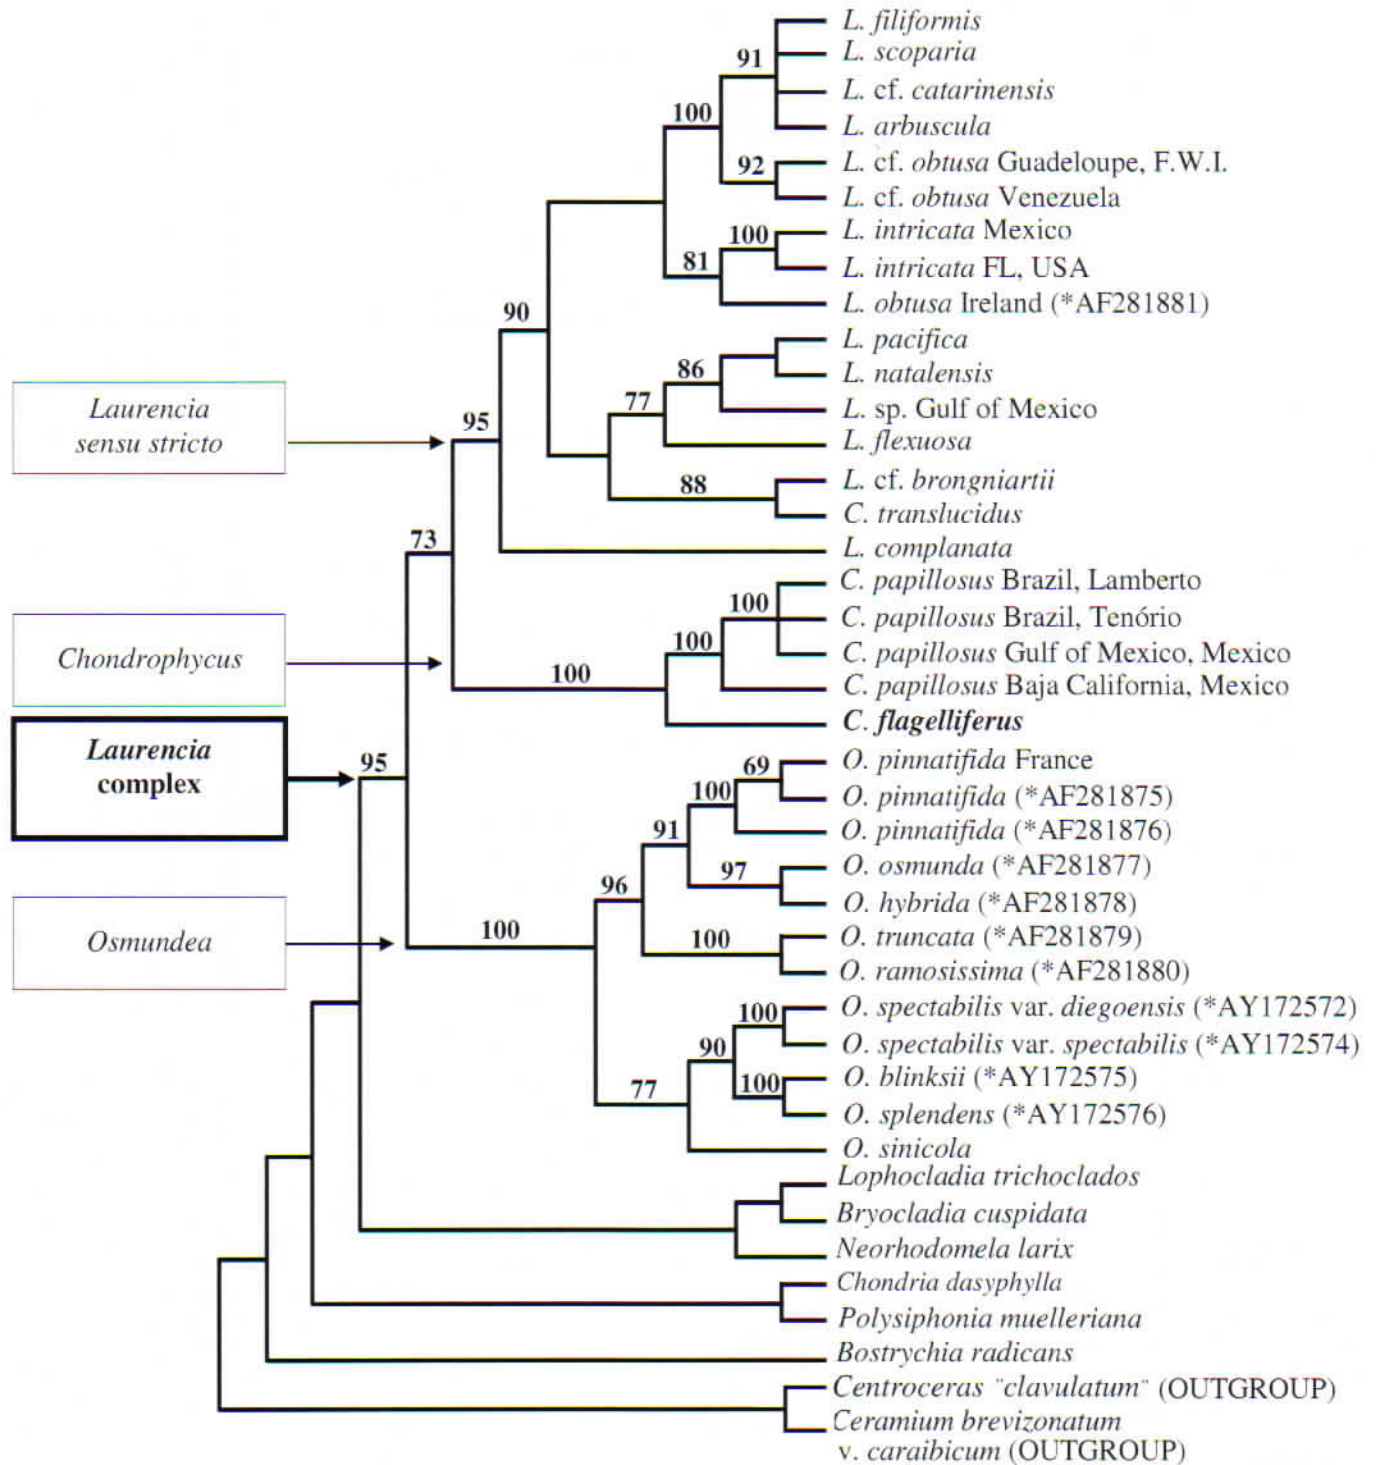 L. filiformis
L. scoparia
91
L. cf. catarinensis
100
L. arbuscula
92
L. cf. obtusa Guadeloupe, F.W.I.
L. cf. obtusa Venezuela
100
L. intricata Mexico
81
L. intricata FL, USA
90
L. obtusa Ireland (*AF281881)
L. pacifica
86
L. natalensis
77
L. sp. Gulf of Mexico
Laurencia
sensu stricto
95
L. flexuosa
88
L. cf. brongniartii
C. translucidus
73
L. complanata
C. papillosus Brazil, Lamberto
100
C. papillosus Brazil, Tenório
Chondrophycus
100
C. papillosus Gulf of Mexico, Mexico
100
C. papillosus Baja California, Mexico
C. flagelliferus
Laurencia
complex
95
69
O. pinnatifida France
100
O. pinnatifida (*AF281875)
91
O. pinnatifida (*AF281876)
97
O. osmunda (*AF281877)
96
O. hybrida (*AF281878)
Osmundea
100
100
O. truncata (*AF281879)
O. ramosissima (*AF281880)
100
O. spectabilis var. diegoensis (*AY172572)
90
O. spectabilis var. spectabilis (*AY172574)
100
O. blinksii (*AY172575)
77
O. splendens (*AY172576)
O. sinicola
Lophocladia trichoclados
Bryocladia cuspidata
Neorhodomela larix
Chondria dasyphylla
Polysiphonia muelleriana
Bostrychia radicans
Centroceras "clavulatum" (OUTGROUP)
Ceramium brevizonatum
v. caraibicum (OUTGROUP)